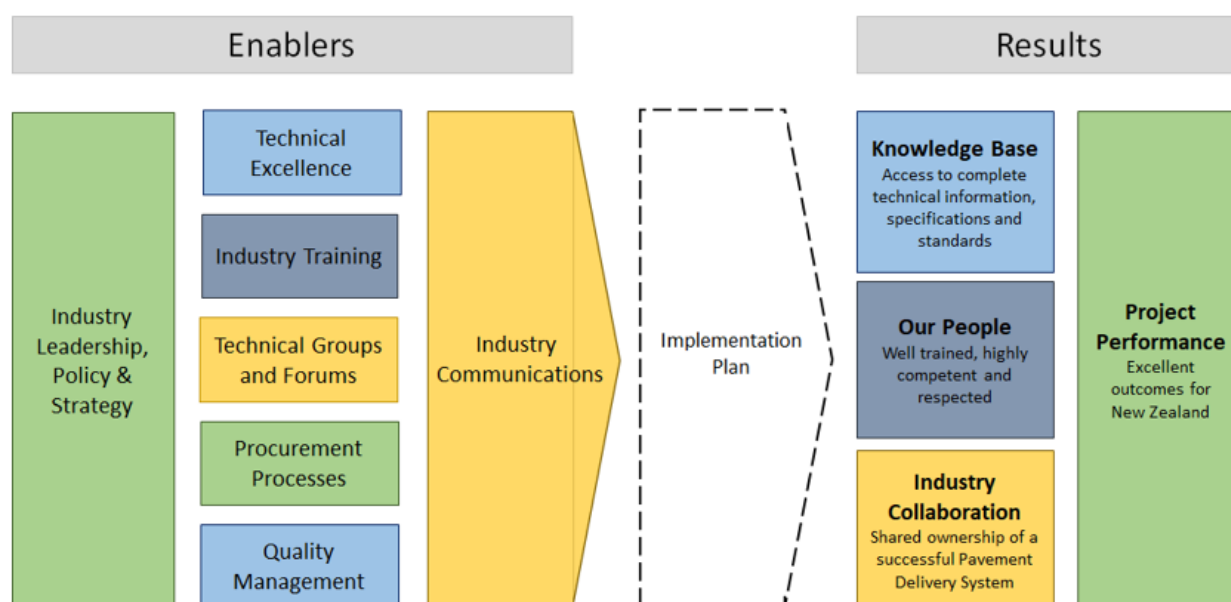 Enablers
Results
Industry
Leadership,
Policy &
Strategy
Technical
Excellence
Industry Training
Technical Groups
and Forums
Procurement
Processes
Quality
Management
Industry
Communications
Implementation
Plan
Knowledge Base
Access to complete
technical information,
specifications and
standards
Our People
Well trained, highly
competent and
respected
Industry
Collaboration
Shared ownership of a
successful Pavement
Delivery System
Project
Performance
Excellent
outcomes for
New Zealand